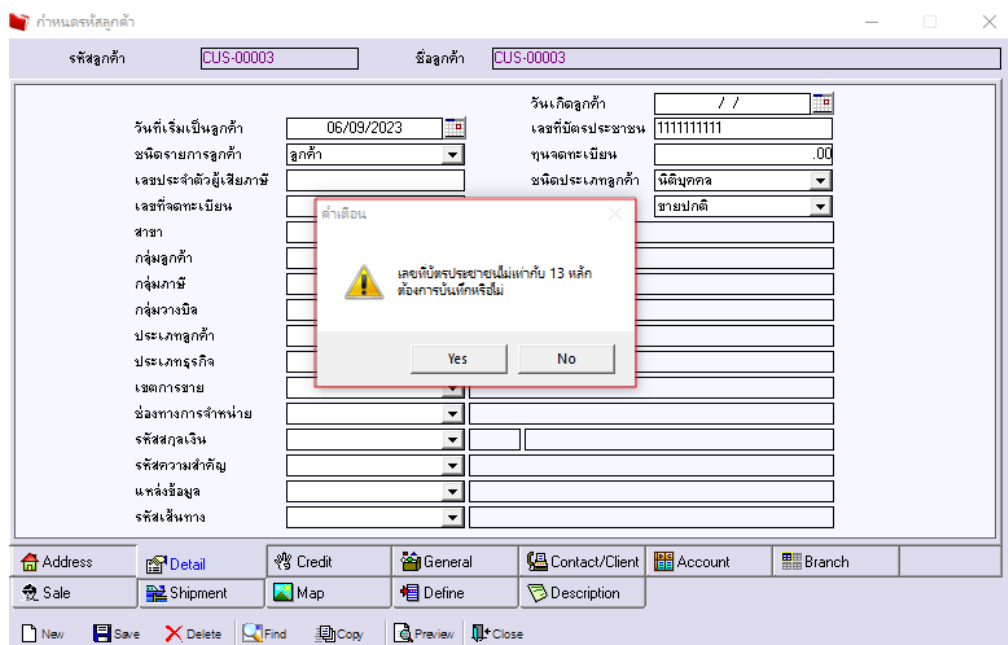 กำหนดรหัสลูกค้า
รหัสลูกค้า CUS-00003 ชื่อลูกค้า CUS-00003
วันเกิดลูกค้า / /
วันที่เริ่มเป็นลูกค้า 06/09/2023 เลขที่บัตรประชาชน 1111111111
ชนิดรายการลูกค้า ลูกค้า ทุนจดทะเบียน .00
เลขประจำตัวผู้เสียภาษี ชนิดประเภทลูกค้า นิติบุคคล
เลขที่จดทะเบียน ขายปกติ
สาขา
กลุ่มลูกค้า
กลุ่มภาษี
กลุ่มวางบิล
ประเภทลูกค้า
ประเภทธุรกิจ
เขตการขาย
ช่องทางการจำหน่าย
รหัสสกุลเงิน
รหัสความสำคัญ
แหล่งข้อมูล
รหัสเส้นทาง
คำเตือน
เลขที่บัตรประชาชนไม่เท่ากับ 13 หลัก
ต้องการบันทึกหรือไม่
Yes No
Address Detail Credit General Contact/Client Account Branch
Sale Shipment Map Define Description
New Save Delete Find Copy Preview Close